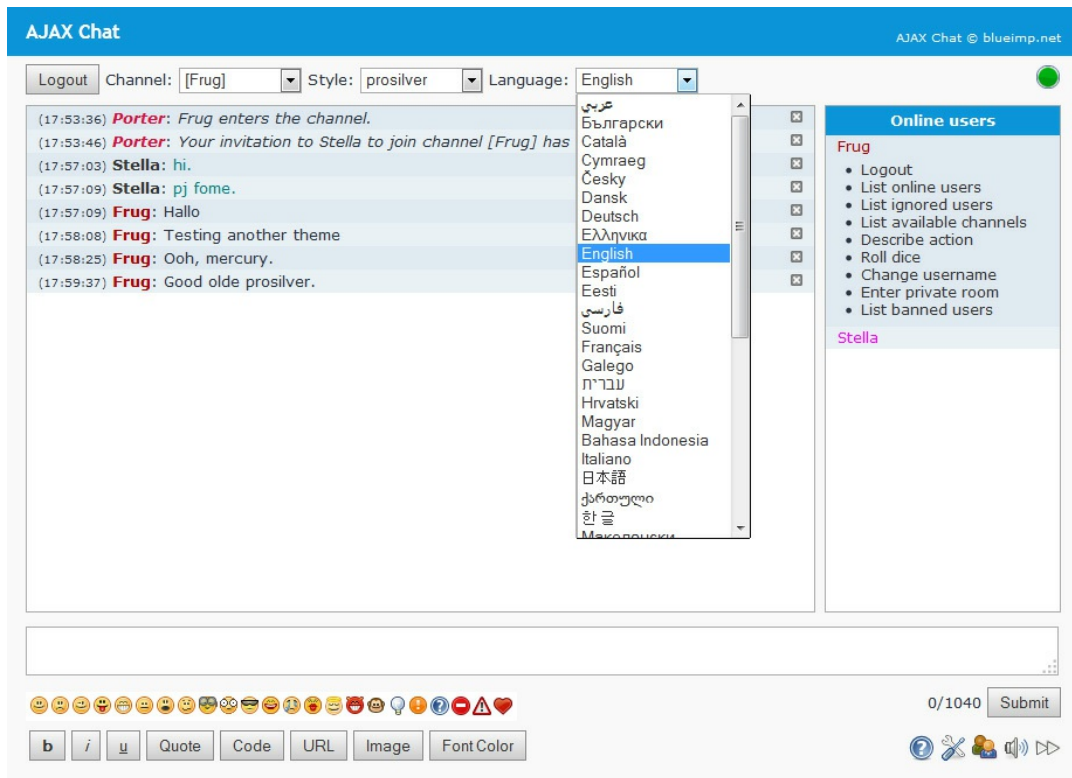 AJAX Chat
AJAX Chat © blueimp.net
Logout Channel: [Frug] Style: prosilver Language: English
(17:53:36) Porter: Frug enters the channel.
(17:53:46) Porter: Your invitation to Stella to join channel [Frug] has
(17:57:03) Stella: hi.
(17:57:09) Stella: pj fome.
(17:57:09) Frug: Hallo
(17:58:08) Frug: Testing another theme
(17:58:25) Frug: Ooh, mercury.
(17:59:37) Frug: Good olde prosilver.
عربي
Български
Català
Cymraeg
Česky
Dansk
Deutsch
Ελληνικα
English
Español
Eesti
فارسی
Suomi
Français
Galego
עברית
Hrvatski
Magyar
Bahasa Indonesia
Italiano
日本語
ქართული
한글
Македонски
Online users
Frug
• Logout
• List online users
• List ignored users
• List available channels
• Describe action
• Roll dice
• Change username
• Enter private room
• List banned users
Stella
0/1040 Submit
b i u Quote Code URL Image Font Color